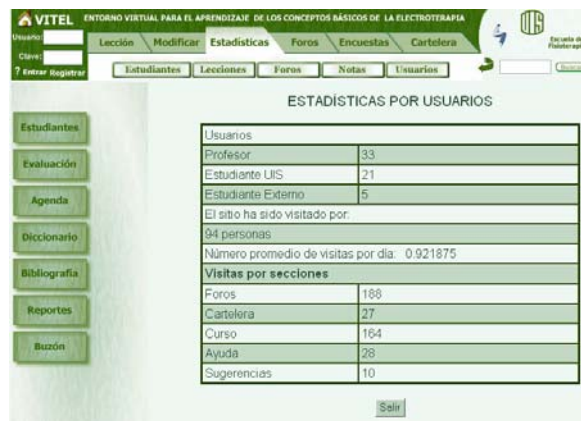 VITEL ENTORNO VIRTUAL PARA EL APRENDIZAJE DE LOS CONCEPTOS BÁSICOS DE LA ELECTROTERAPIA
UIS
Usuario:
Lección Modificar Estadísticas Foros Encuestas Cartelera
Escuela de
Fisioterapia
Clave:
? Entrar Registrar
Estudiantes Lecciones Foros Notas Usuarios
ESTADÍSTICAS POR USUARIOS
Estudiantes
Evaluación
Agenda
Diccionario
Bibliografía
Reportes
Buzón
Usuarios
Profesor 33
Estudiante UIS 21
Estudiante Externo 5
El sitio ha sido visitado por:
94 personas
Número promedio de visitas por día: 0.921875
Visitas por secciones
Foros 188
Cartelera 27
Curso 164
Ayuda 28
Sugerencias 10
Salir